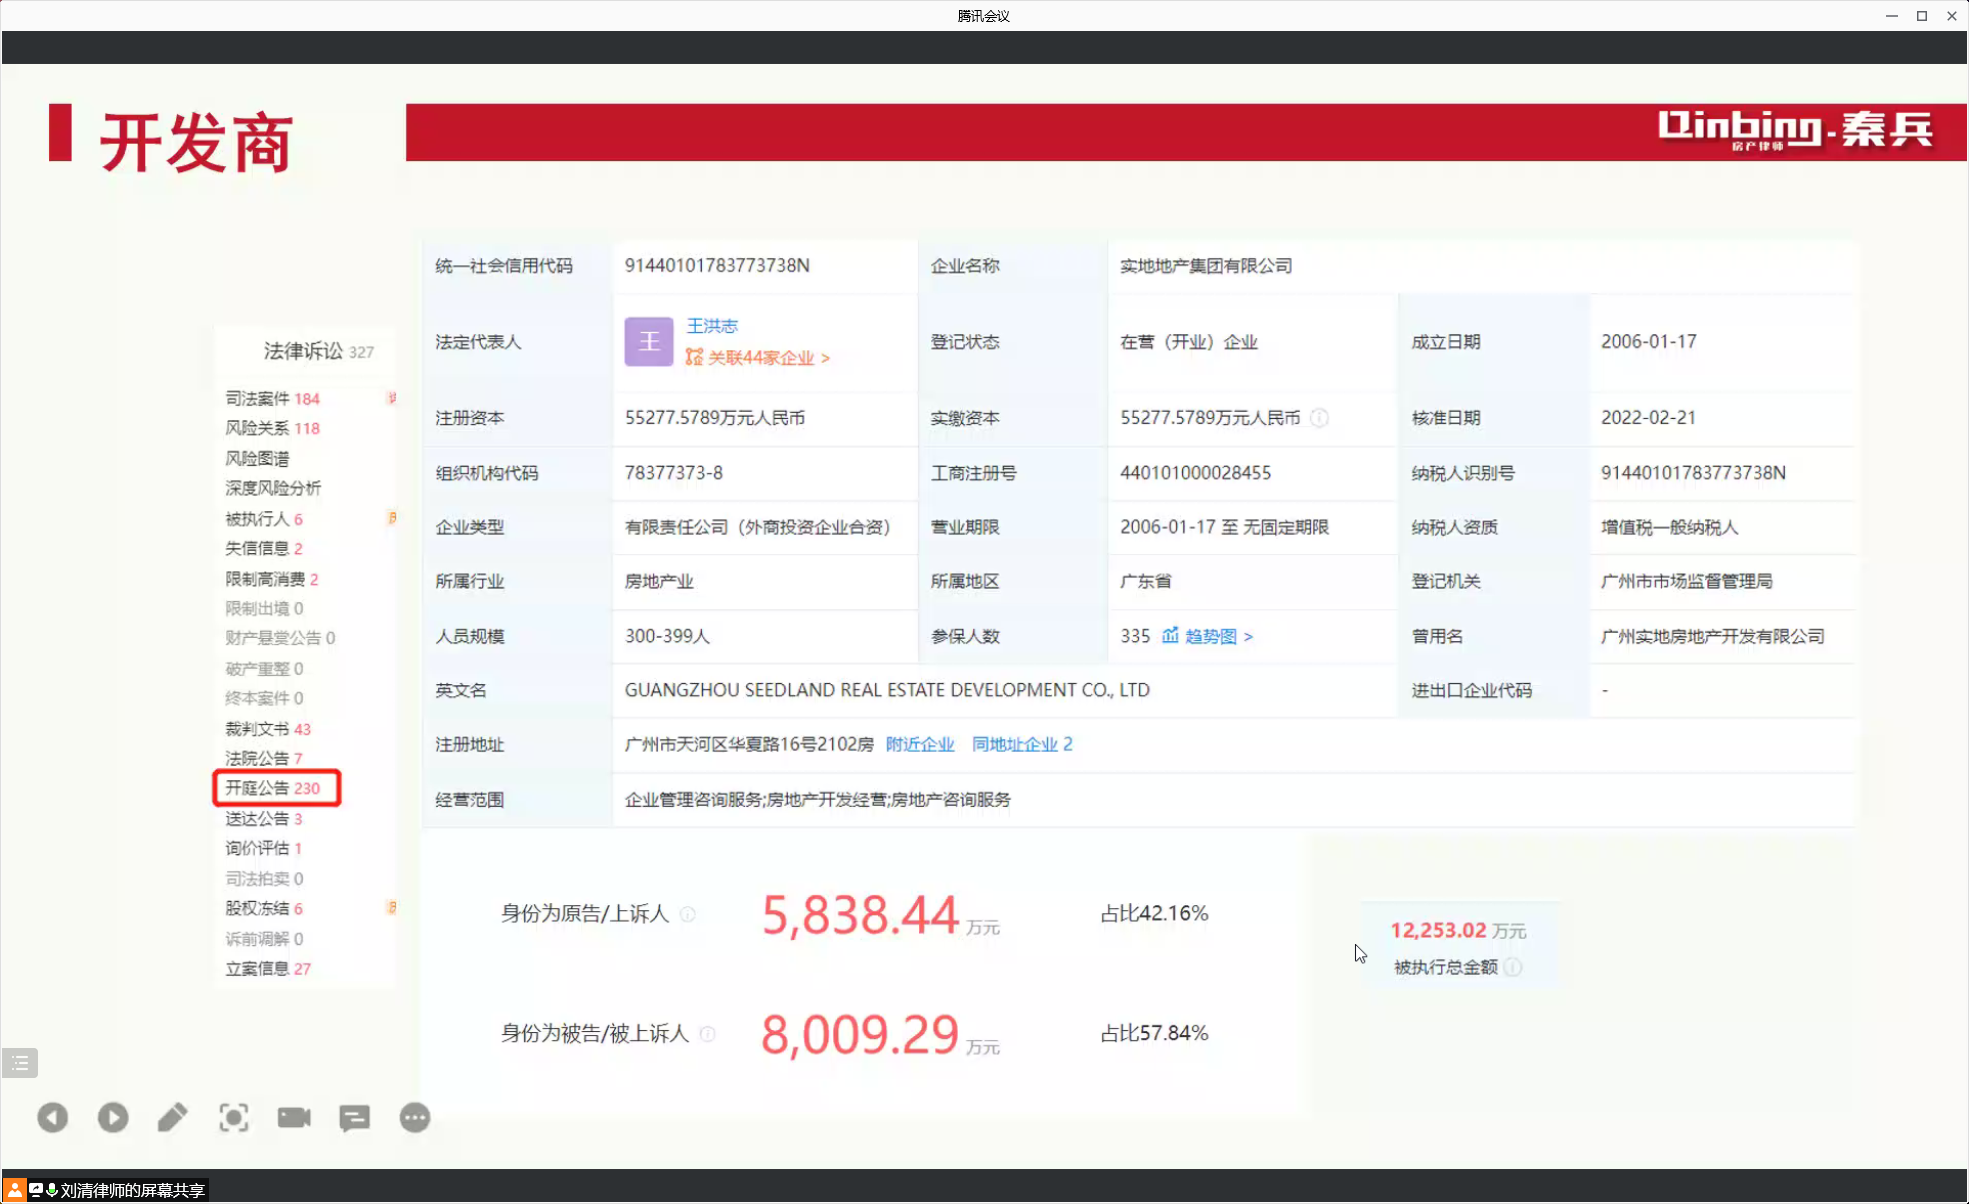 腾讯会议
开发商
Qinbing-秦兵
房产律师
统一社会信用代码 91440101783773738N 企业名称 实地地产集团有限公司
法定代表人 王 王洪志 登记状态 在营（开业）企业 成立日期 2006-01-17
关联44家企业 >
注册资本 55277.5789万元人民币 实缴资本 55277.5789万元人民币 核准日期 2022-02-21
组织机构代码 78377373-8 工商注册号 440101000028455 纳税人识别号 91440101783773738N
企业类型 有限责任公司（外商投资企业合资） 营业期限 2006-01-17 至 无固定期限 纳税人资质 增值税一般纳税人
所属行业 房地产业 所属地区 广东省 登记机关 广州市市场监督管理局
人员规模 300-399人 参保人数 335 趋势图 > 曾用名 广州实地房地产开发有限公司
英文名 GUANGZHOU SEEDLAND REAL ESTATE DEVELOPMENT CO., LTD 进出口企业代码 -
注册地址 广州市天河区华夏路16号2102房 附近企业 同地址企业 2
经营范围 企业管理咨询服务;房地产开发经营;房地产咨询服务
法律诉讼 327
司法案件 184
风险关系 118
风险图谱
深度风险分析
被执行人 6
失信信息 2
限制高消费 2
限制出境 0
财产悬赏公告 0
破产重整 0
终本案件 0
裁判文书 43
法院公告 7
开庭公告 230
送达公告 3
询价评估 1
司法拍卖 0
股权冻结 6
诉前调解 0
立案信息 27
身份为原告/上诉人 5,838.44 万元 占比42.16%
身份为被告/被上诉人 8,009.29 万元 占比57.84%
12,253.02 万元
被执行总金额
刘清律师的屏幕共享